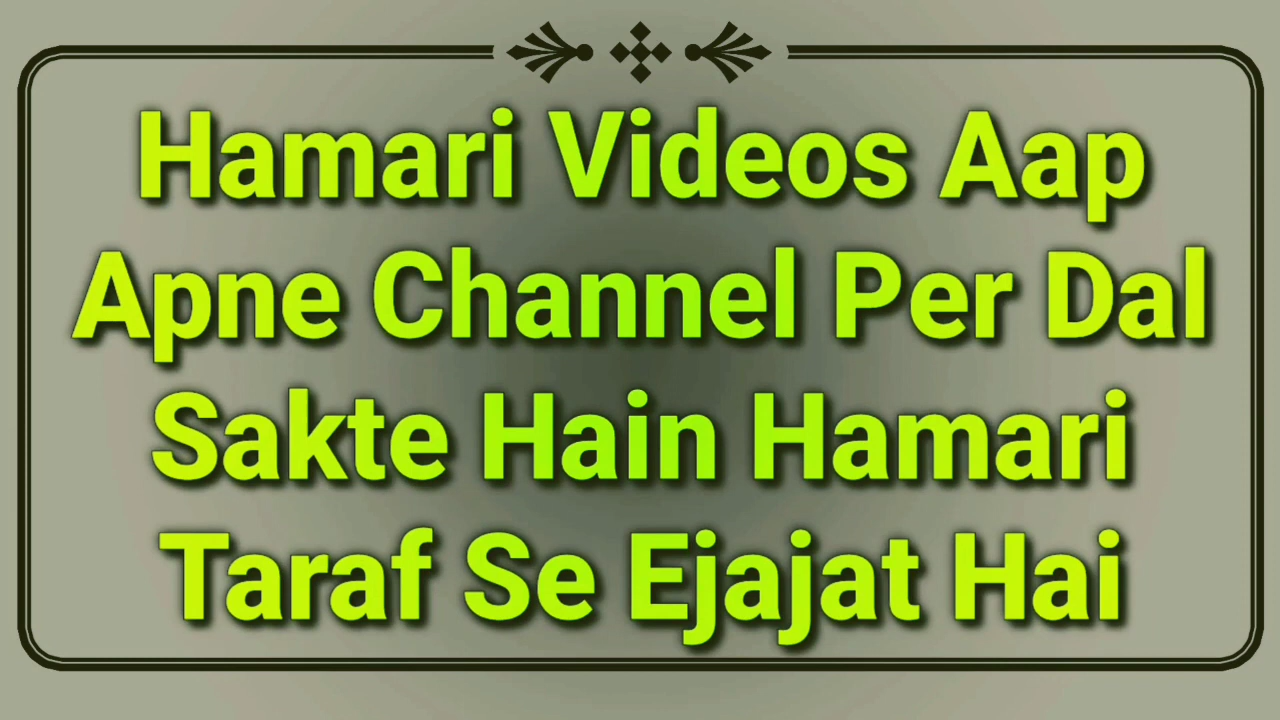 Hamari Videos Aap
Apne Channel Per Dal
Sakte Hain Hamari
Taraf Se Ejajat Hai